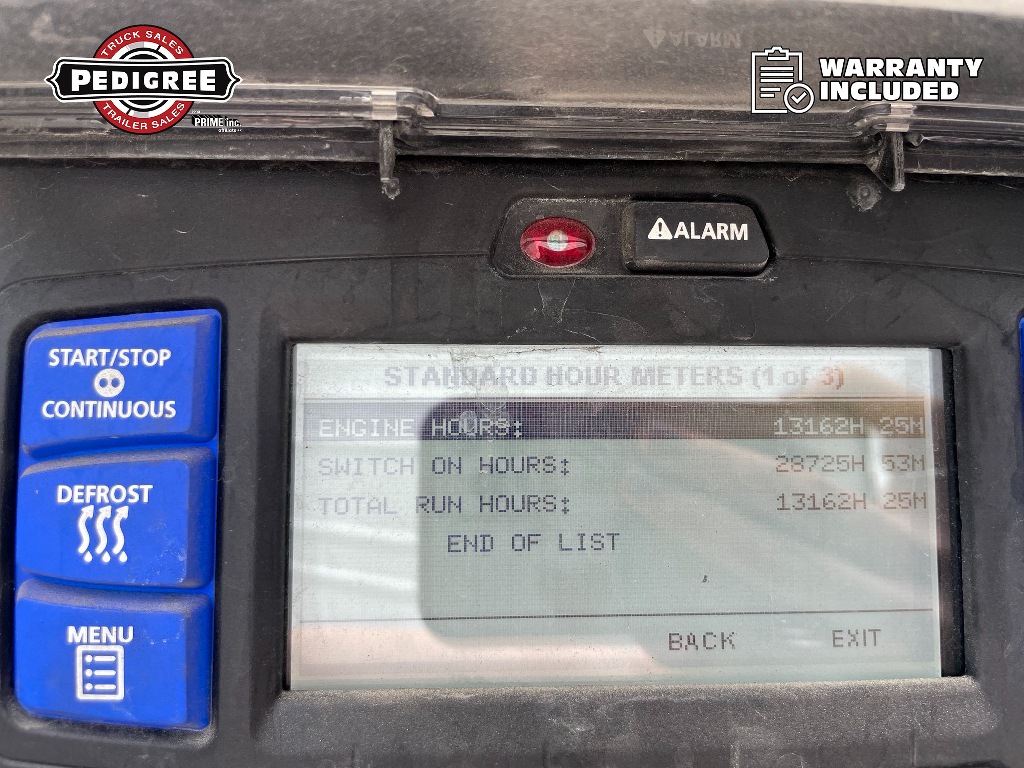 TRUCK SALES
PEDIGREE
TRAILER SALES
PRIME inc.
WARRANTY
INCLUDED
ALARM
ALARM
START/STOP
CONTINUOUS
DEFROST
MENU
STANDARD HOUR METERS (1 of 3)
ENGINE HOURS: 13162H 25M
SWITCH ON HOURS: 28725H 53M
TOTAL RUN HOURS: 13162H 25M
END OF LIST
BACK EXIT